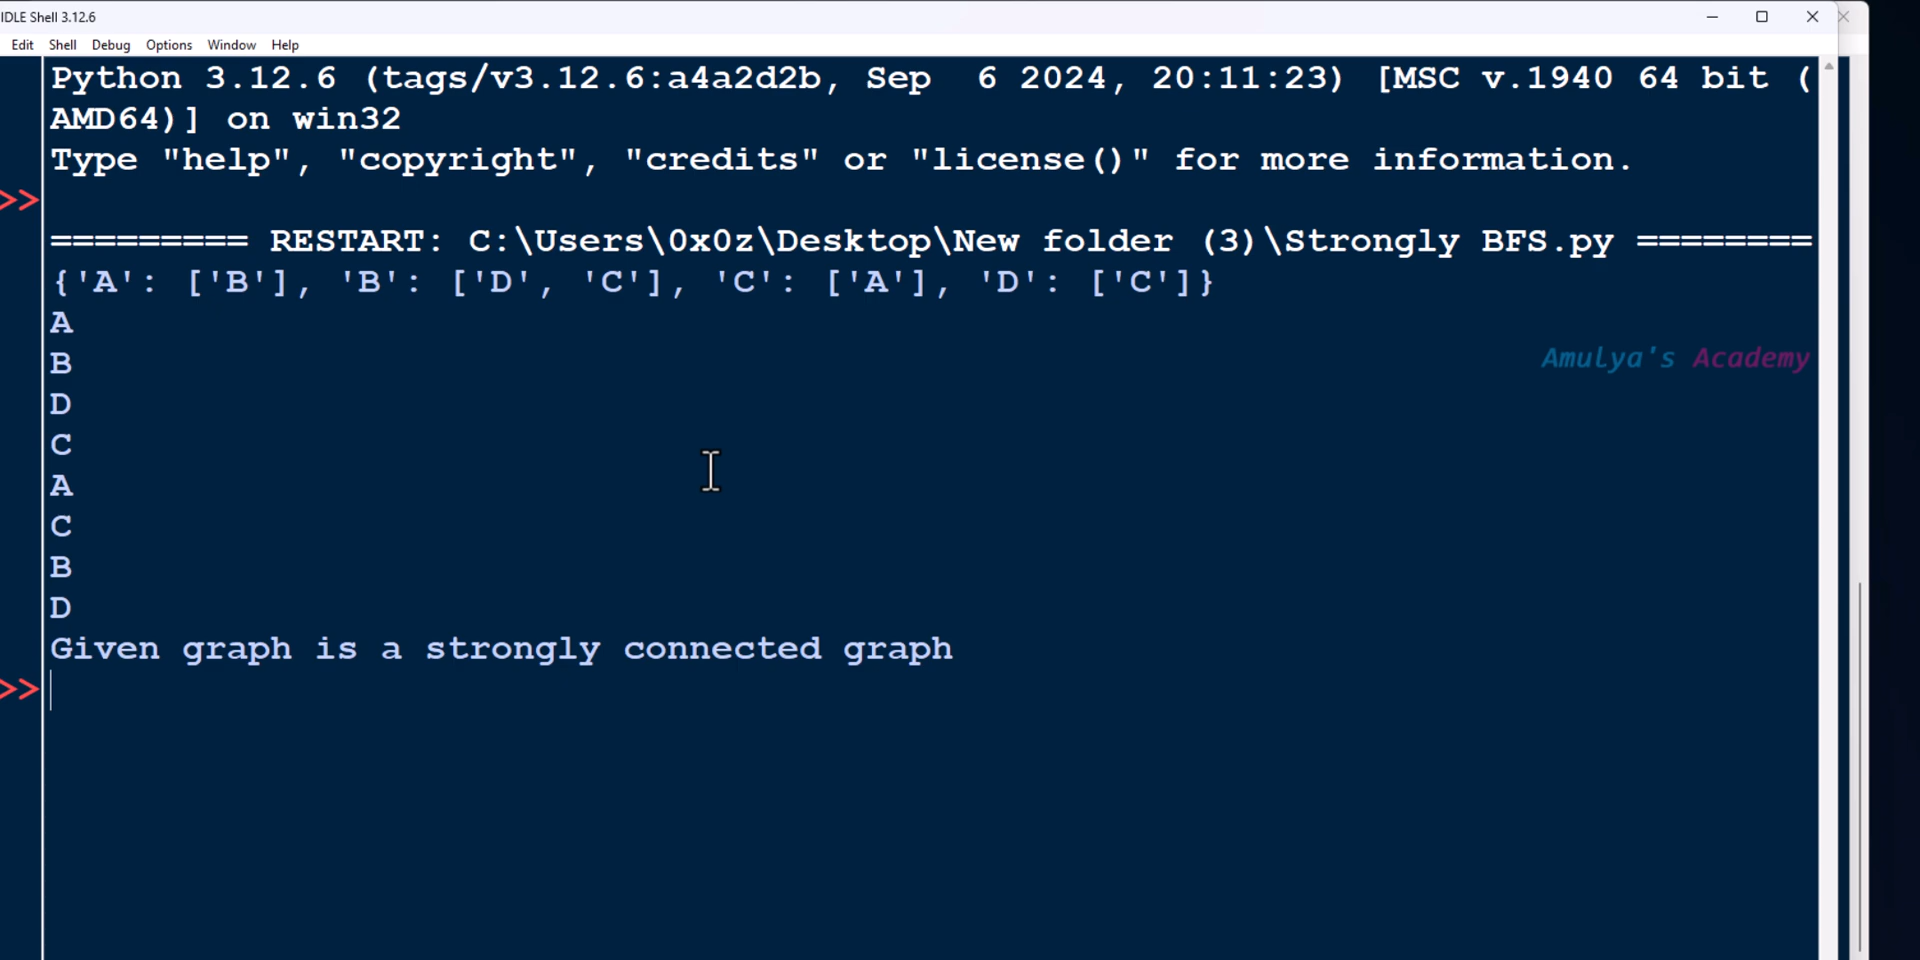 IDLE Shell 3.12.6
Edit Shell Debug Options Window Help
Python 3.12.6 (tags/v3.12.6:a4a2d2b, Sep  6 2024, 20:11:23) [MSC v.1940 64 bit (
AMD64)] on win32
Type "help", "copyright", "credits" or "license()" for more information.
>>
========= RESTART: C:\Users\0x0z\Desktop\New folder (3)\Strongly BFS.py ========
{'A': ['B'], 'B': ['D', 'C'], 'C': ['A'], 'D': ['C']}
A
B
Amulya's Academy
D
C
A
C
B
D
Given graph is a strongly connected graph
>>